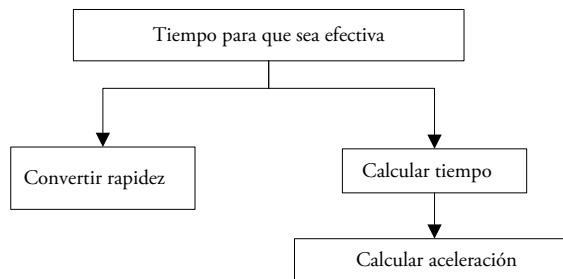 Tiempo para que sea efectiva
Convertir rapidez
Calcular tiempo
Calcular aceleración